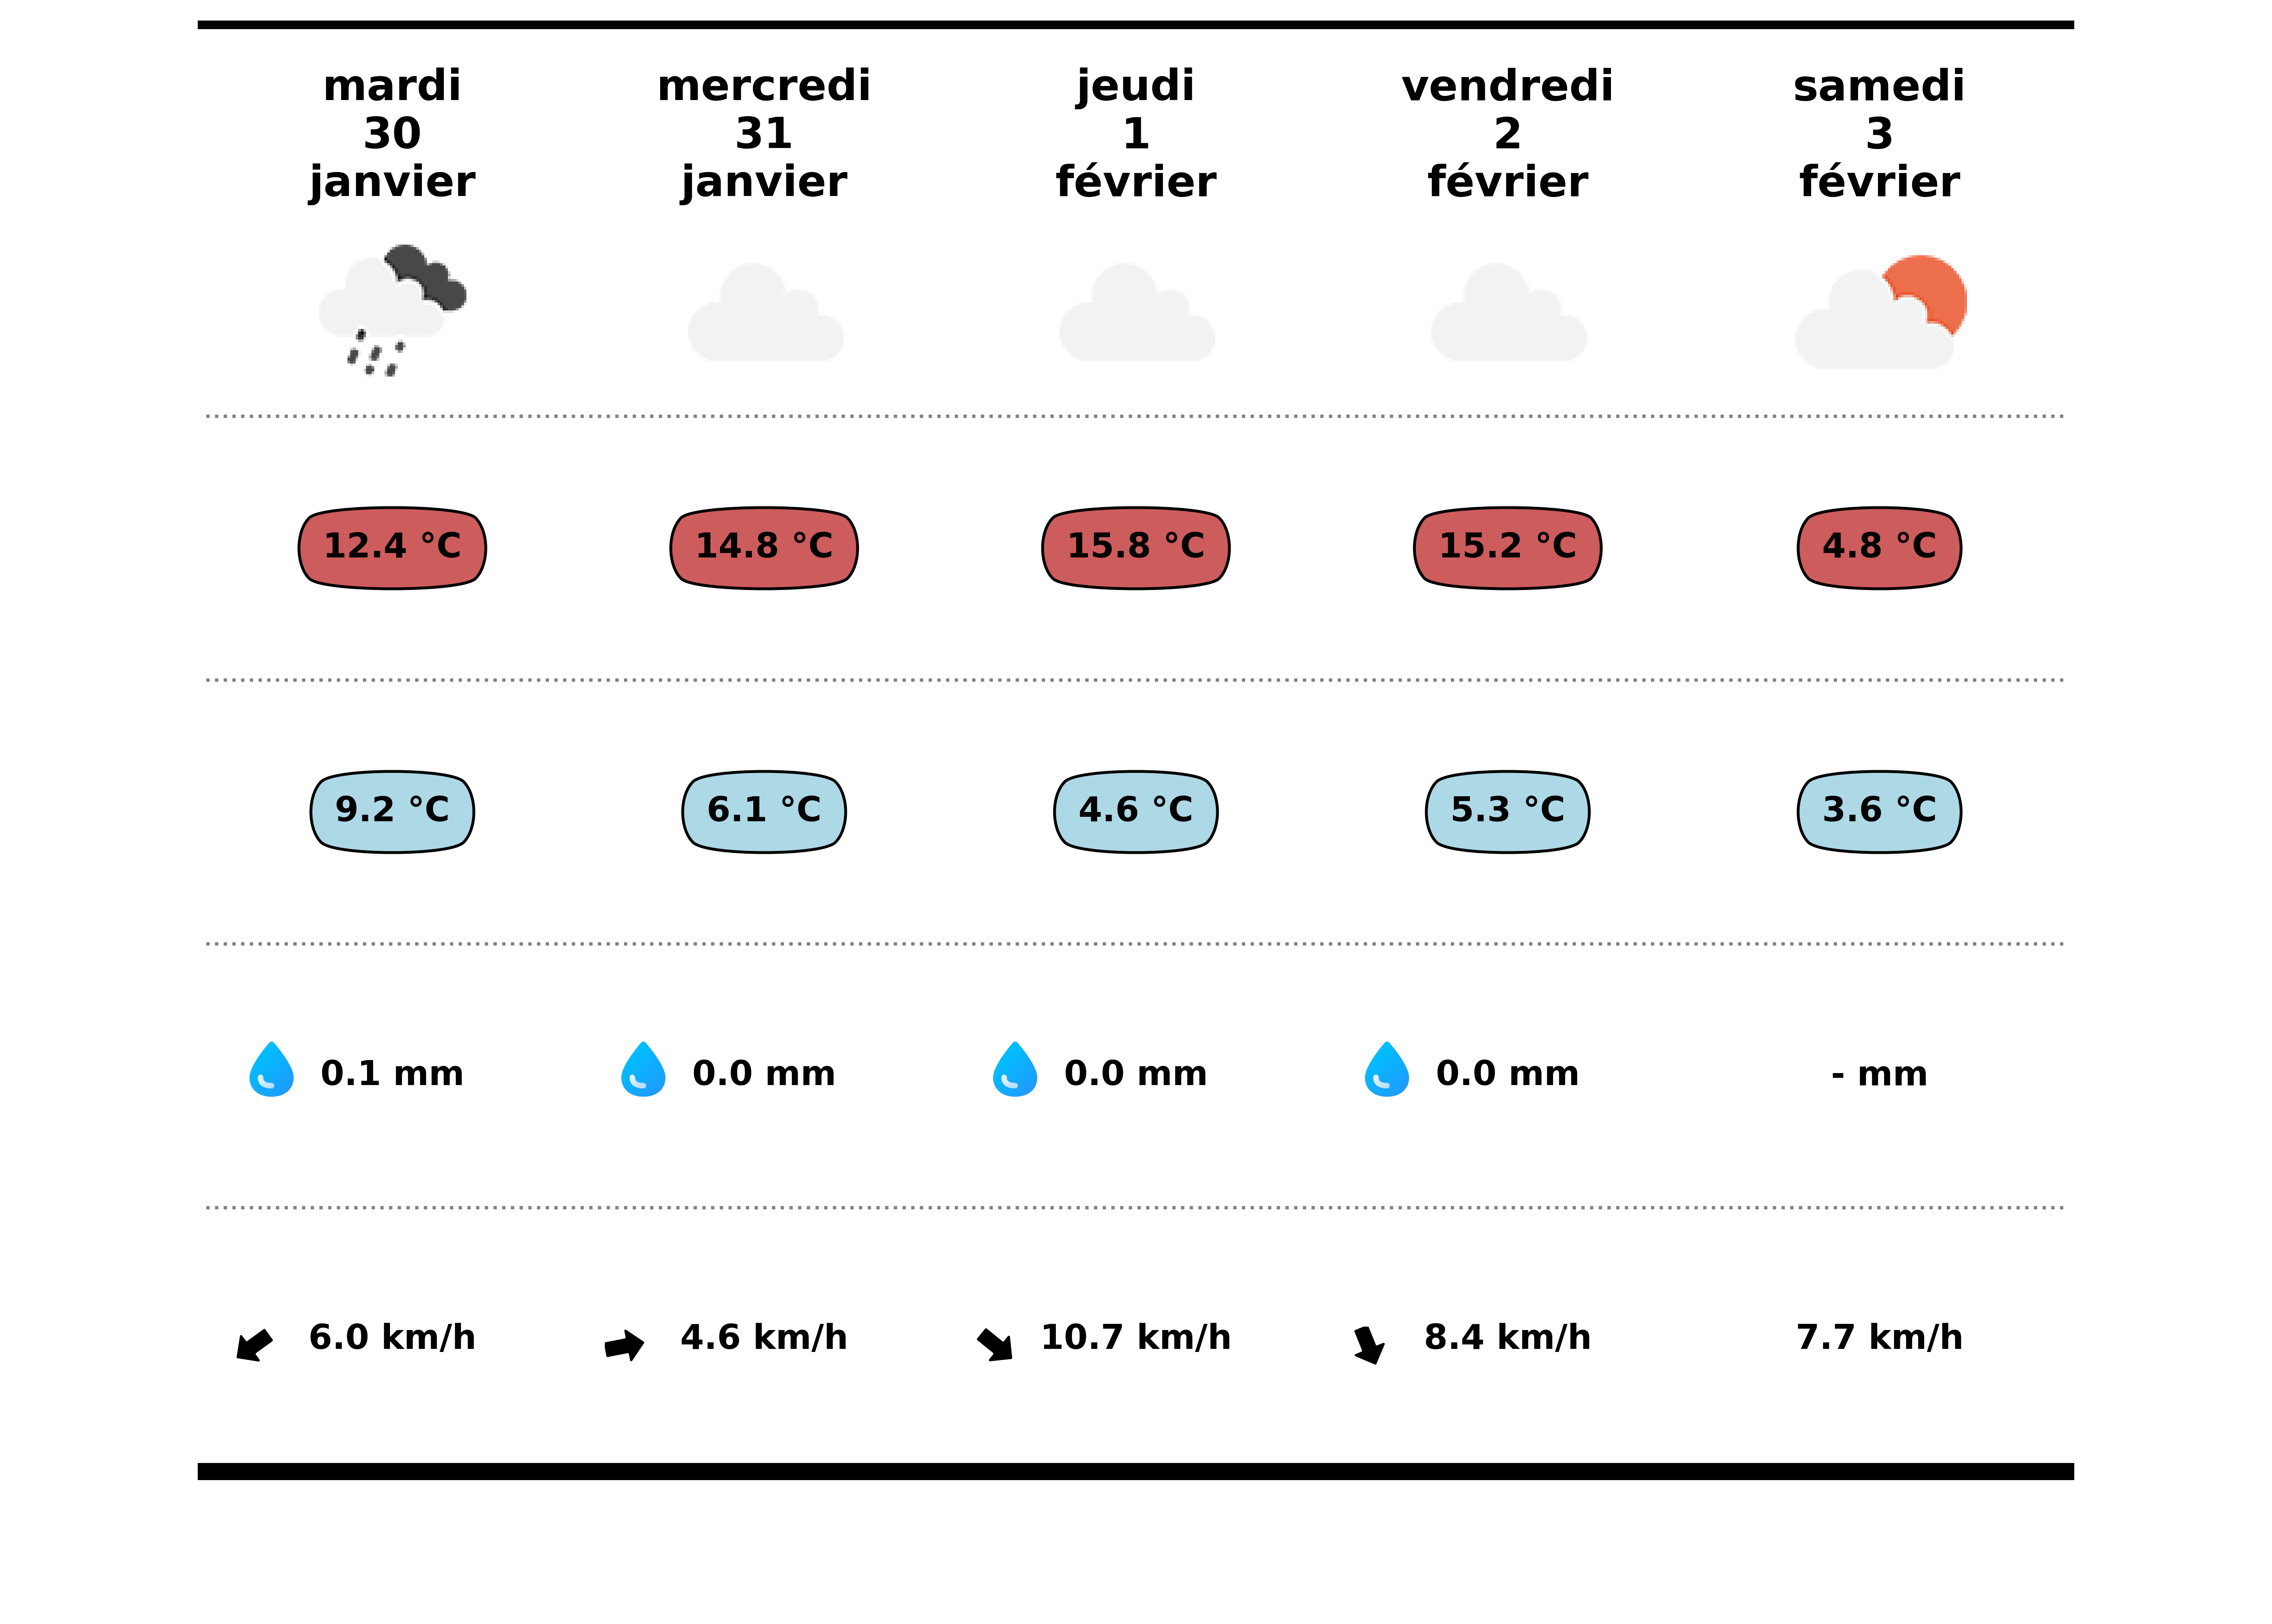 mardi
30
janvier
mercredi
31
janvier
jeudi
1
février
vendredi
2
février
samedi
3
février
12.4 °C
14.8 °C
15.8 °C
15.2 °C
4.8 °C
9.2 °C
6.1 °C
4.6 °C
5.3 °C
3.6 °C
0.1 mm
0.0 mm
0.0 mm
0.0 mm
- mm
6.0 km/h
4.6 km/h
10.7 km/h
8.4 km/h
7.7 km/h